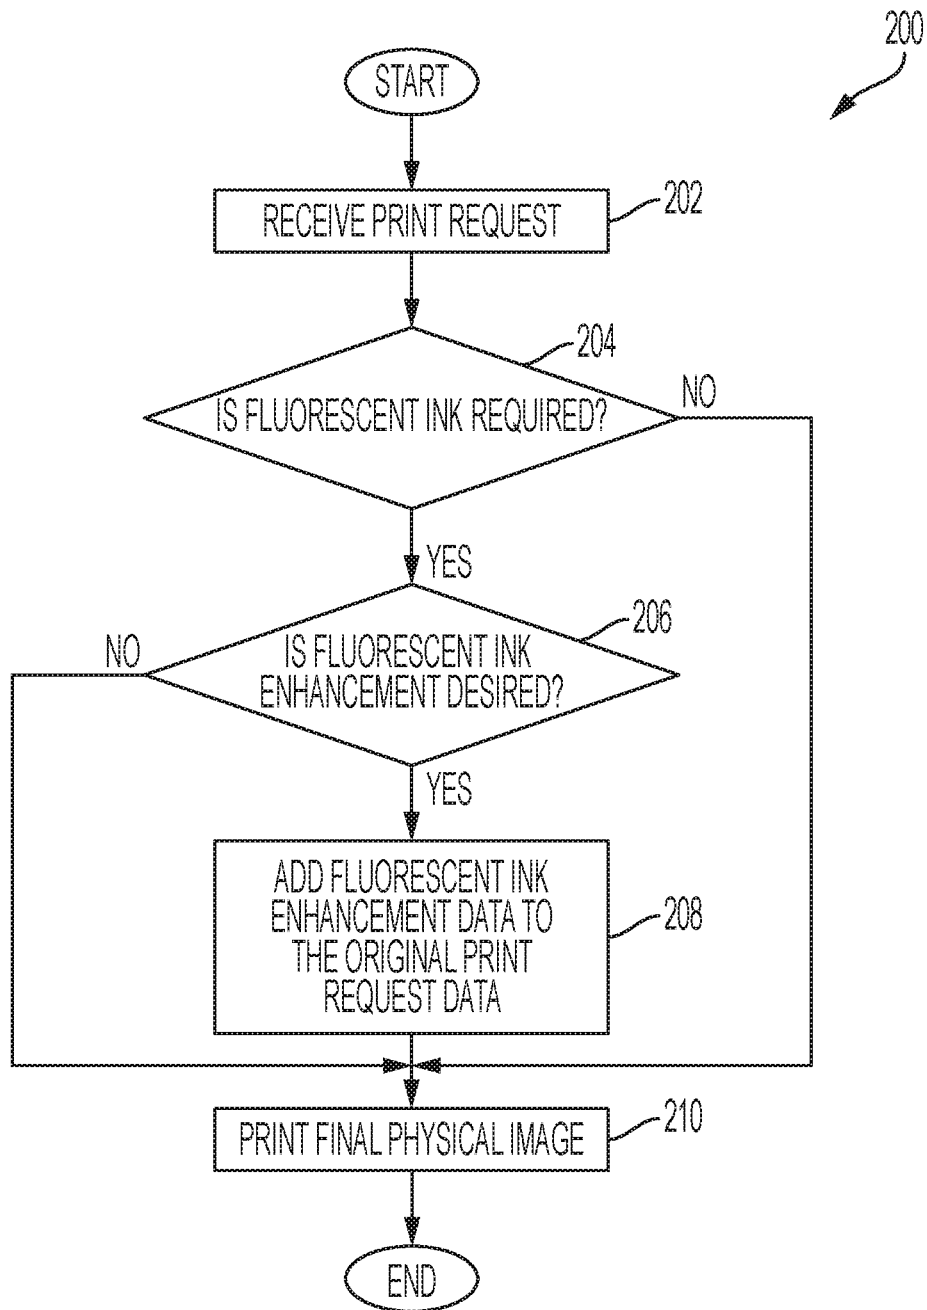 200
START
RECEIVE PRINT REQUEST
202
204
IS FLUORESCENT INK REQUIRED?
NO
YES
206
NO
IS FLUORESCENT INK
ENHANCEMENT DESIRED?
YES
ADD FLUORESCENT INK
ENHANCEMENT DATA TO
THE ORIGINAL PRINT
REQUEST DATA
208
PRINT FINAL PHYSICAL IMAGE
210
END